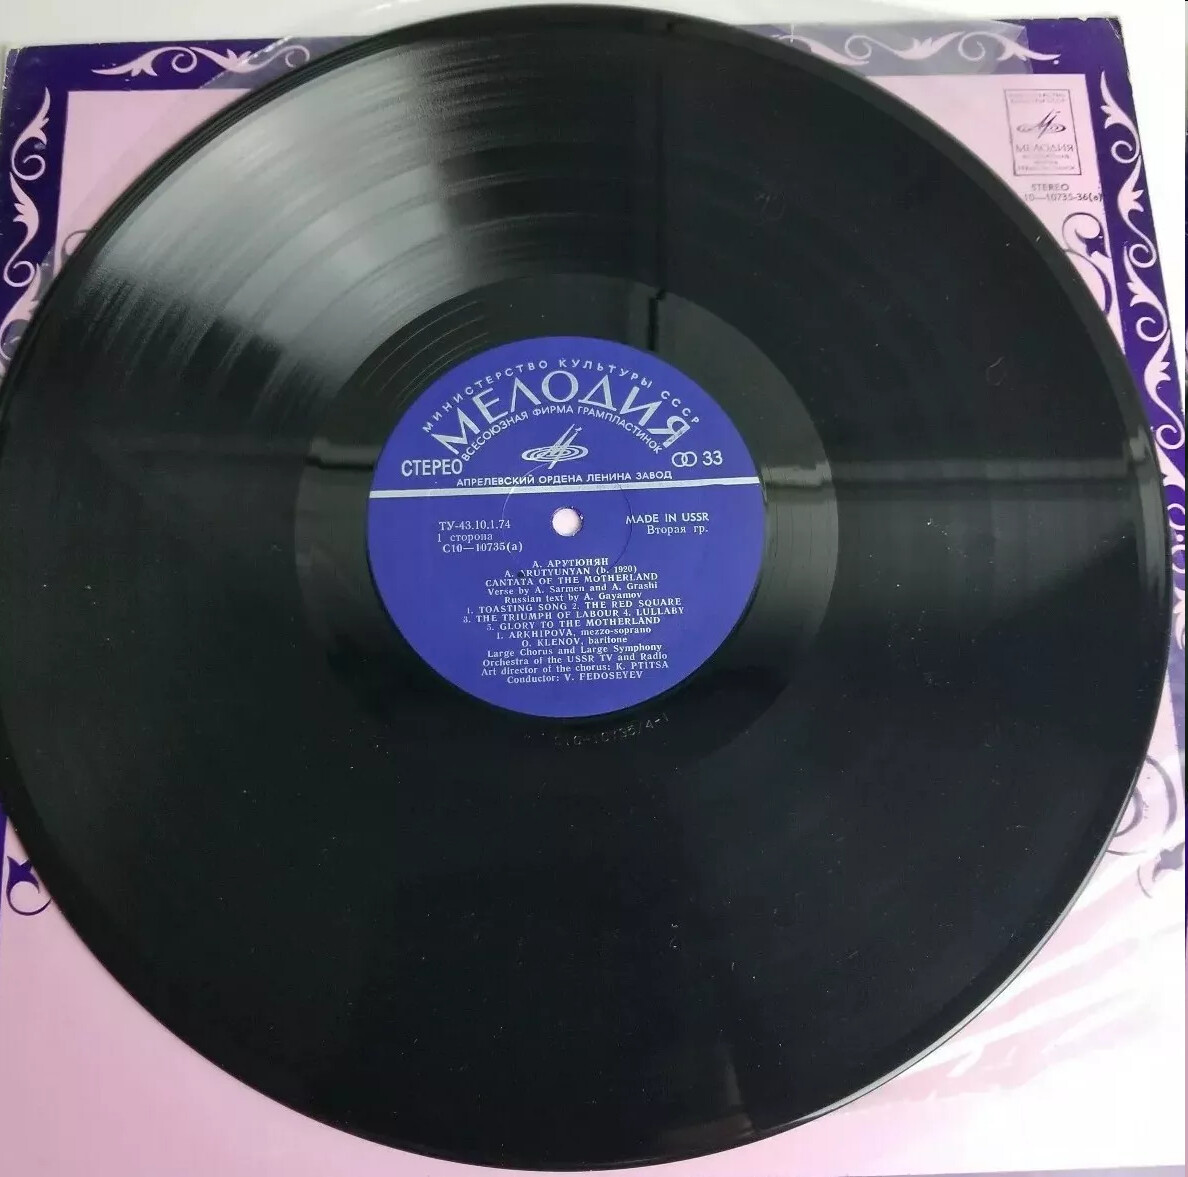 МЕЛОДИЯ
STEREO
10—10735-36(а)
МИНИСТЕРСТВО КУЛЬТУРЫ СССР
МЕЛОДИЯ
ВСЕСОЮЗНАЯ ФИРМА ГРАМПЛАСТИНОК
СТЕРЕО 33
АПРЕЛЕВСКИЙ ОРДЕНА ЛЕНИНА ЗАВОД
ТУ-43.10.1.74 MADE IN USSR
1 сторона Вторая гр.
С10—10735(а)
А. АРУТЮНЯН
A. ARUTYUNYAN (b. 1920)
CANTATA OF THE MOTHERLAND
Verse by A. Sarmen and A. Grashi
Russian text by A. Gayamov
1. TOASTING SONG 2. THE RED SQUARE
3. THE TRIUMPH OF LABOUR 4. LULLABY
5. GLORY TO THE MOTHERLAND
I. ARKHIPOVA, mezzo-soprano
O. KLENOV, baritone
Large Chorus and Large Symphony
Orchestra of the USSR TV and Radio
Art director of the chorus: K. PTITSA
Conductor: V. FEDOSEYEV